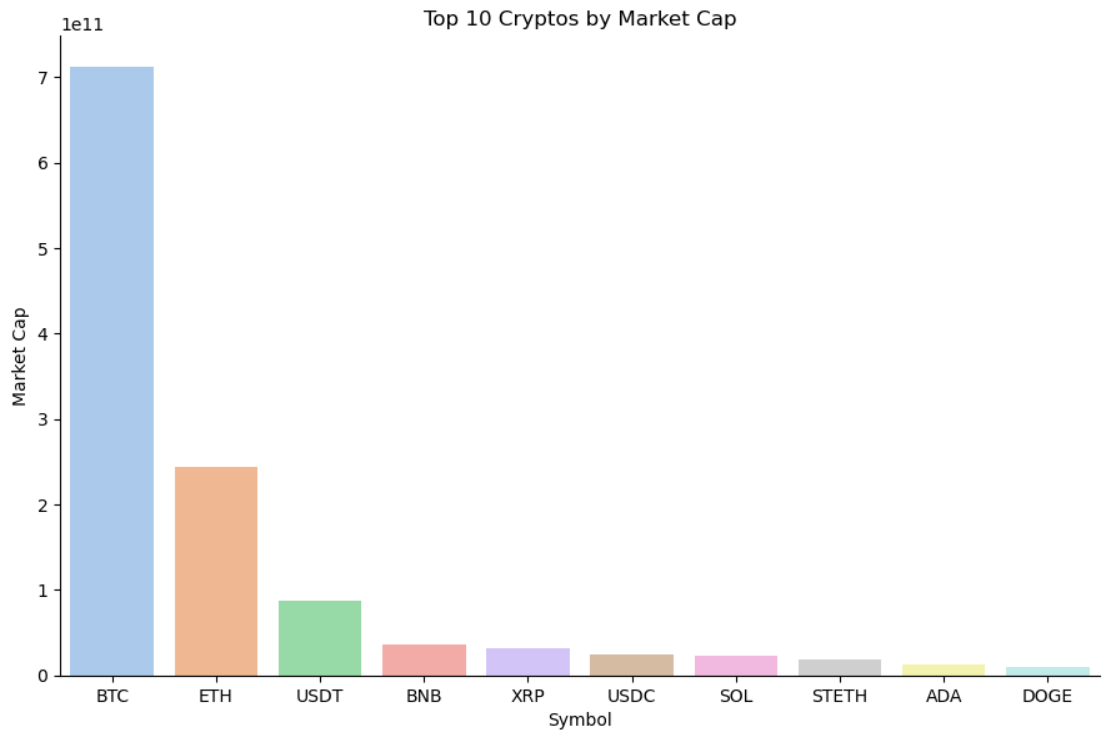 Top 10 Cryptos by Market Cap
1e11
7
6
5
4
3
2
1
0
Market Cap
BTC ETH USDT BNB XRP USDC SOL STETH ADA DOGE
Symbol